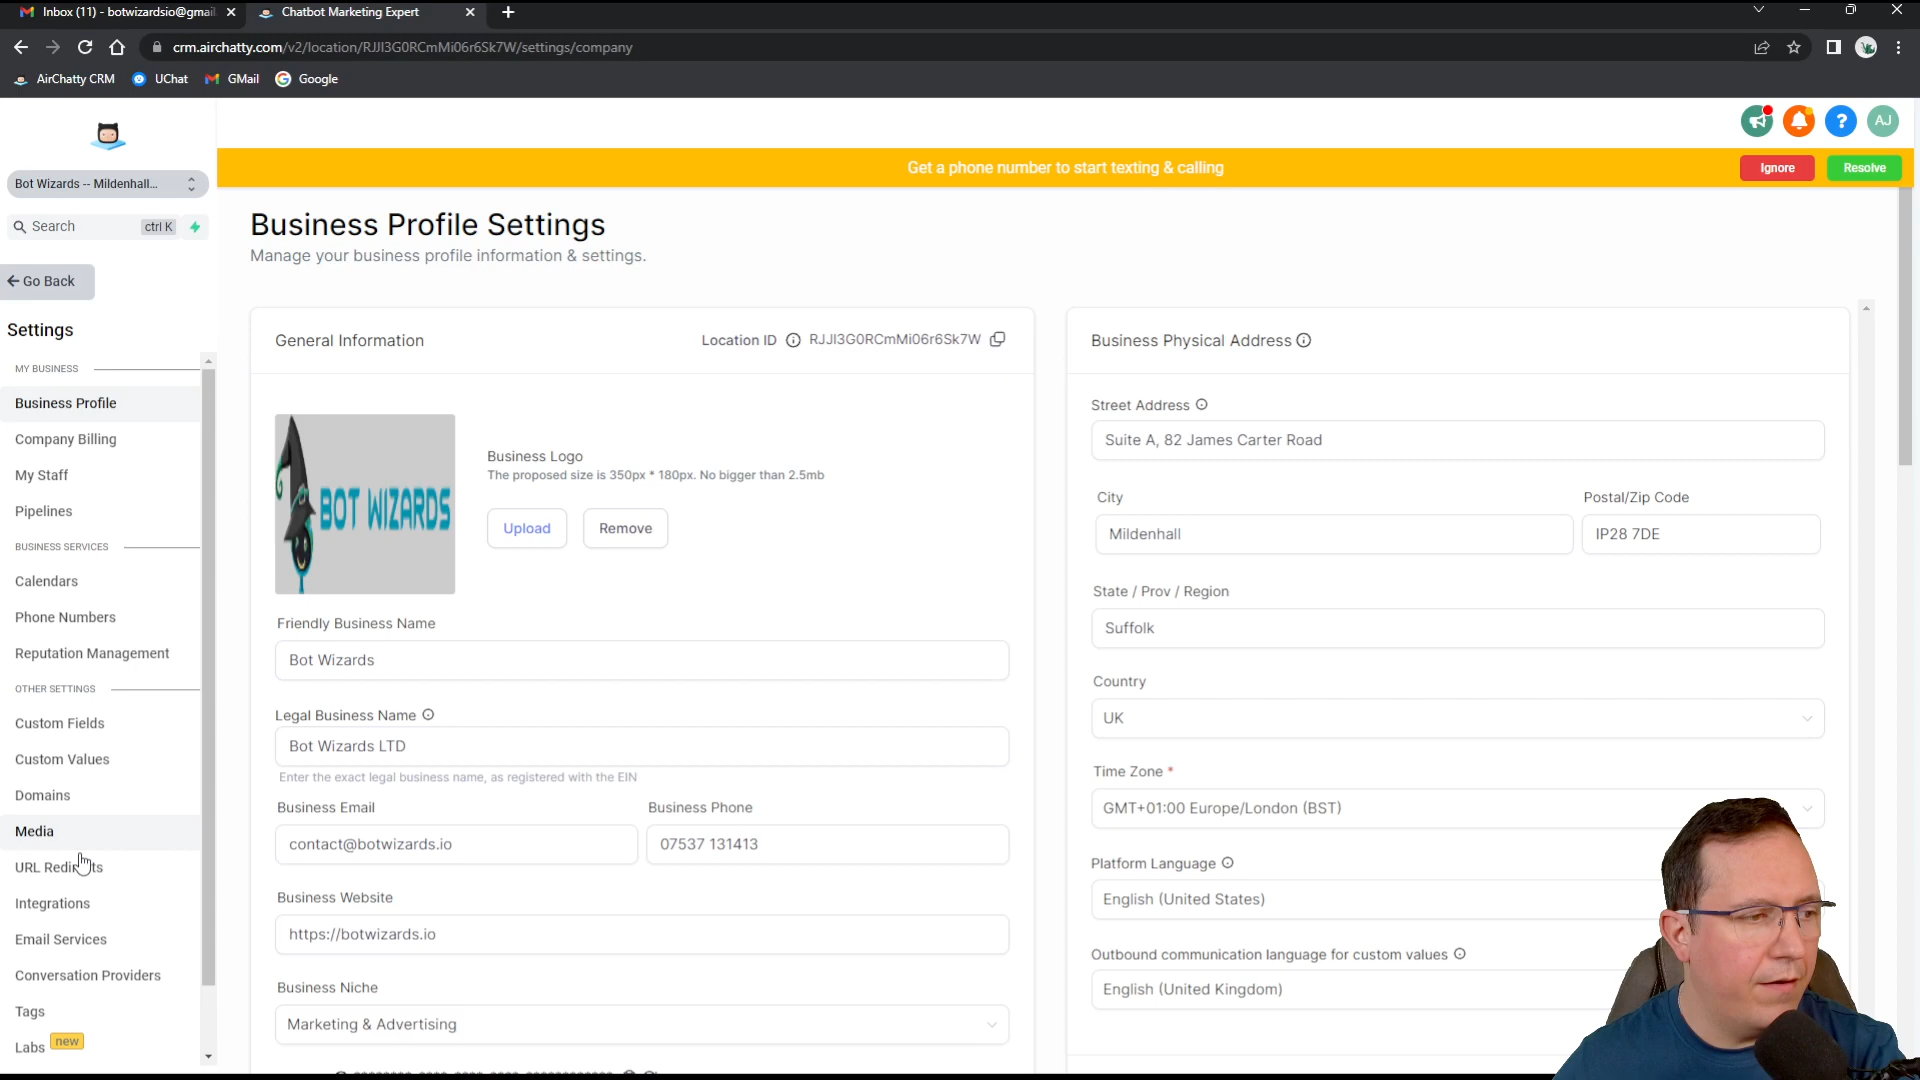 Inbox (11) - botwizardsio@gmail
Chatbot Marketing Expert
crm.airchatty.com/v2/location/RJJI3G0RCmMi06r6Sk7W/settings/company
AirChatty CRM
UChat
GMail
Google
AJ
Get a phone number to start texting & calling
Ignore
Resolve
Bot Wizards -- Mildenhall...
Search
ctrl K
Go Back
Settings
MY BUSINESS
Business Profile
Company Billing
My Staff
Pipelines
BUSINESS SERVICES
Calendars
Phone Numbers
Reputation Management
OTHER SETTINGS
Custom Fields
Custom Values
Domains
Media
URL Redirects
Integrations
Email Services
Conversation Providers
Tags
Labs new
Business Profile Settings
Manage your business profile information & settings.
General Information
Location ID RJJI3G0RCmMi06r6Sk7W
BOT WIZARDS
Business Logo
The proposed size is 350px * 180px. No bigger than 2.5mb
Upload
Remove
Friendly Business Name
Bot Wizards
Legal Business Name
Bot Wizards LTD
Enter the exact legal business name, as registered with the EIN
Business Email
Business Phone
contact@botwizards.io
07537 131413
Business Website
https://botwizards.io
Business Niche
Marketing & Advertising
Business Physical Address
Street Address
Suite A, 82 James Carter Road
City
Postal/Zip Code
Mildenhall
IP28 7DE
State / Prov / Region
Suffolk
Country
UK
Time Zone *
GMT+01:00 Europe/London (BST)
Platform Language
English (United States)
Outbound communication language for custom values
English (United Kingdom)